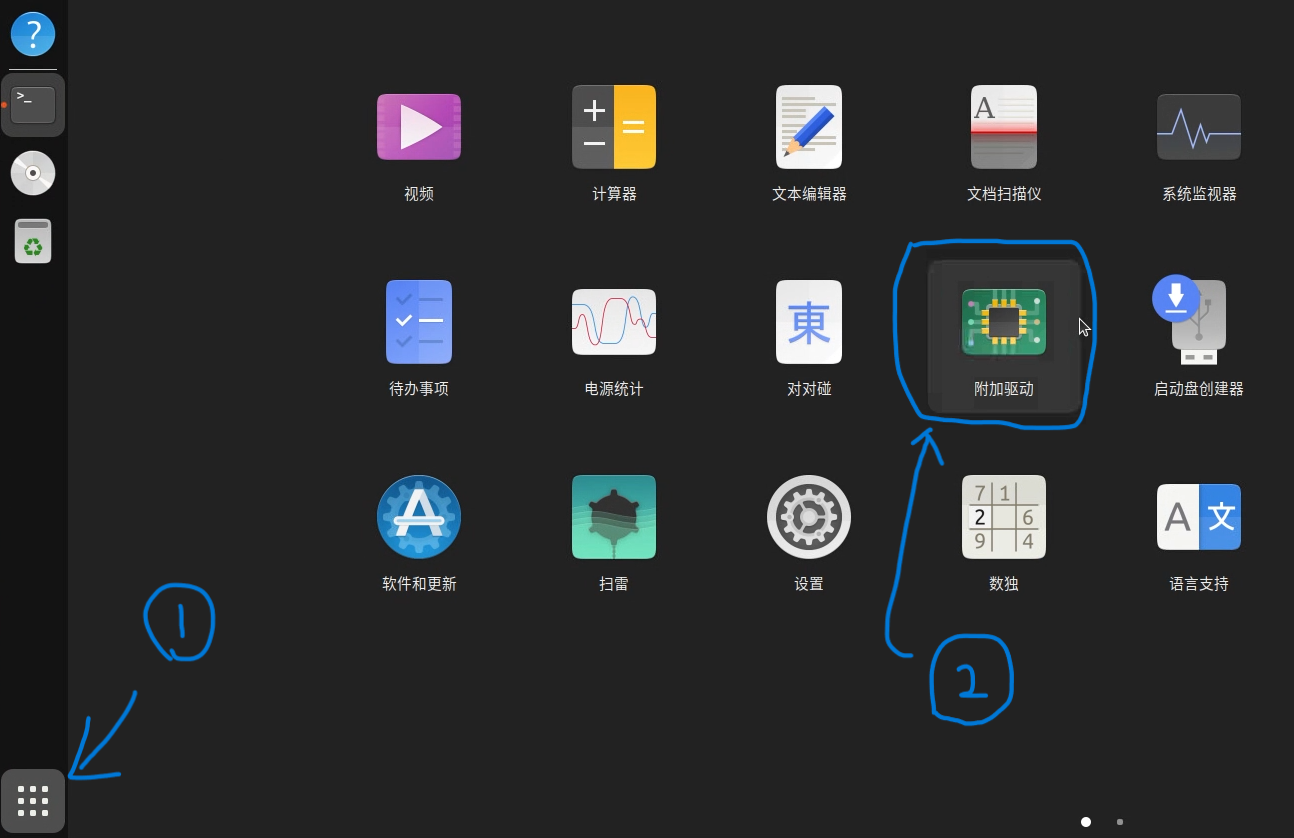 ?
>_
A
视频
计算器
文本编辑器
文档扫描仪
系统监视器
東
待办事项
电源统计
对对碰
附加驱动
启动盘创建器
7 1
2 6
9 4
A 文
软件和更新
扫雷
设置
数独
语言支持
1
2